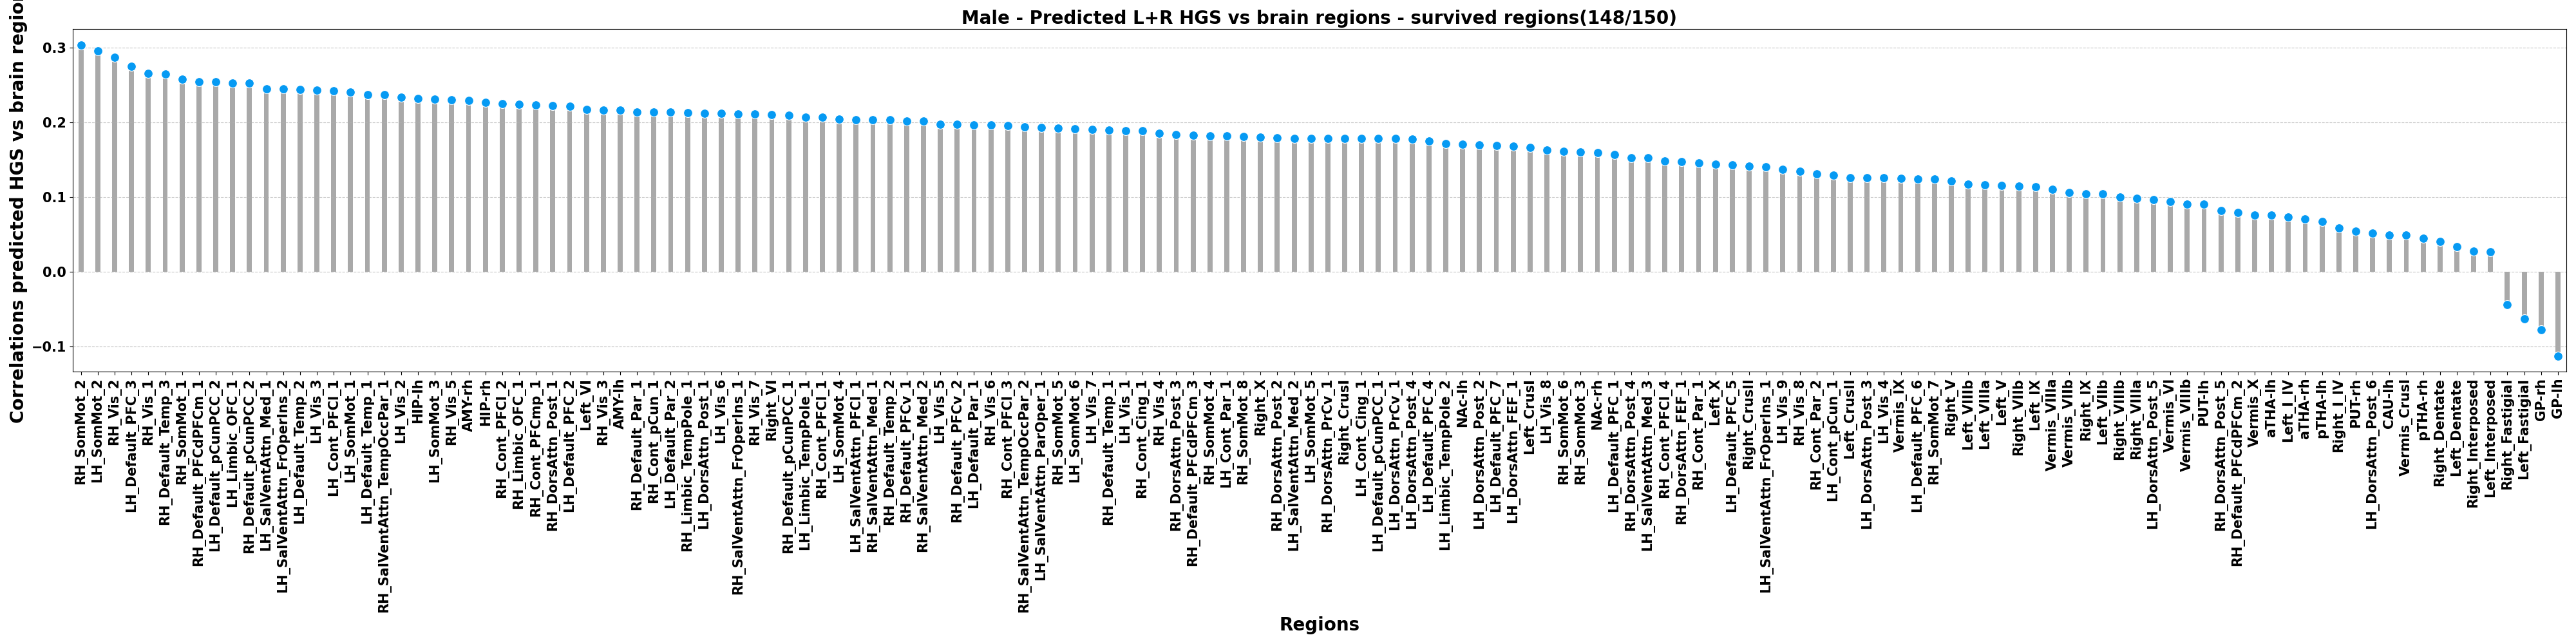 Male - Predicted L+R HGS vs brain regions - survived regions(148/150)
Correlations predicted HGS vs brain regio
0.3
0.2
0.1
0.0
−0.1
RH_SomMot_2
LH_SomMot_2
RH_Vis_2
LH_Default_PFC_3
RH_Vis_1
RH_Default_Temp_3
RH_SomMot_1
RH_Default_PFCdPFCm_1
LH_Default_pCunPCC_2
LH_Limbic_OFC_1
RH_Default_pCunPCC_2
LH_SalVentAttn_Med_1
LH_SalVentAttn_FrOperIns_2
LH_Default_Temp_2
LH_Vis_3
LH_Cont_PFCl_1
LH_SomMot_1
LH_Default_Temp_1
RH_SalVentAttn_TempOccPar_1
LH_Vis_2
HIP-lh
LH_SomMot_3
RH_Vis_5
AMY-rh
HIP-rh
RH_Cont_PFCl_2
RH_Limbic_OFC_1
RH_Cont_PFCmp_1
RH_DorsAttn_Post_1
LH_Default_PFC_2
Left_VI
RH_Vis_3
AMY-lh
RH_Default_Par_1
RH_Cont_pCun_1
LH_Default_Par_2
RH_Limbic_TempPole_1
LH_DorsAttn_Post_1
LH_Vis_6
RH_SalVentAttn_FrOperIns_1
RH_Vis_7
Right_VI
RH_Default_pCunPCC_1
LH_Limbic_TempPole_1
RH_Cont_PFCl_1
LH_SomMot_4
LH_SalVentAttn_PFCl_1
RH_SalVentAttn_Med_1
RH_Default_Temp_2
RH_Default_PFCv_1
RH_SalVentAttn_Med_2
LH_Vis_5
RH_Default_PFCv_2
LH_Default_Par_1
RH_Vis_6
RH_Cont_PFCl_3
RH_SalVentAttn_TempOccPar_2
LH_SalVentAttn_ParOper_1
RH_SomMot_5
LH_SomMot_6
LH_Vis_7
RH_Default_Temp_1
LH_Vis_1
RH_Cont_Cing_1
RH_Vis_4
RH_DorsAttn_Post_3
RH_Default_PFCdPFCm_3
RH_SomMot_4
LH_Cont_Par_1
RH_SomMot_8
Right_X
RH_DorsAttn_Post_2
LH_SalVentAttn_Med_2
LH_SomMot_5
RH_DorsAttn_PrCv_1
Right_CrusI
LH_Cont_Cing_1
LH_Default_pCunPCC_1
LH_DorsAttn_PrCv_1
LH_DorsAttn_Post_4
LH_Default_PFC_4
LH_Limbic_TempPole_2
NAc-lh
LH_DorsAttn_Post_2
LH_Default_PFC_7
LH_DorsAttn_FEF_1
Left_CrusI
LH_Vis_8
RH_SomMot_6
RH_SomMot_3
NAc-rh
LH_Default_PFC_1
RH_DorsAttn_Post_4
LH_SalVentAttn_Med_3
RH_Cont_PFCl_4
RH_DorsAttn_FEF_1
RH_Cont_Par_1
Left_X
LH_Default_PFC_5
Right_CrusII
LH_SalVentAttn_FrOperIns_1
LH_Vis_9
RH_Vis_8
RH_Cont_Par_2
LH_Cont_pCun_1
Left_CrusII
LH_DorsAttn_Post_3
LH_Vis_4
Vermis_IX
LH_Default_PFC_6
RH_SomMot_7
Right_V
Left_VIIIb
Left_VIIIa
Left_V
Right_VIIb
Left_IX
Vermis_VIIIa
Vermis_VIIb
Right_IX
Left_VIIb
Right_VIIIb
Right_VIIIa
LH_DorsAttn_Post_5
Vermis_VI
Vermis_VIIIb
PUT-lh
RH_DorsAttn_Post_5
RH_Default_PFCdPFCm_2
Vermis_X
aTHA-lh
Left_I_IV
aTHA-rh
pTHA-lh
Right_I_IV
PUT-rh
LH_DorsAttn_Post_6
CAU-lh
Vermis_CrusI
pTHA-rh
Right_Dentate
Left_Dentate
Right_Interposed
Left_Interposed
Right_Fastigial
Left_Fastigial
GP-rh
GP-lh
Regions